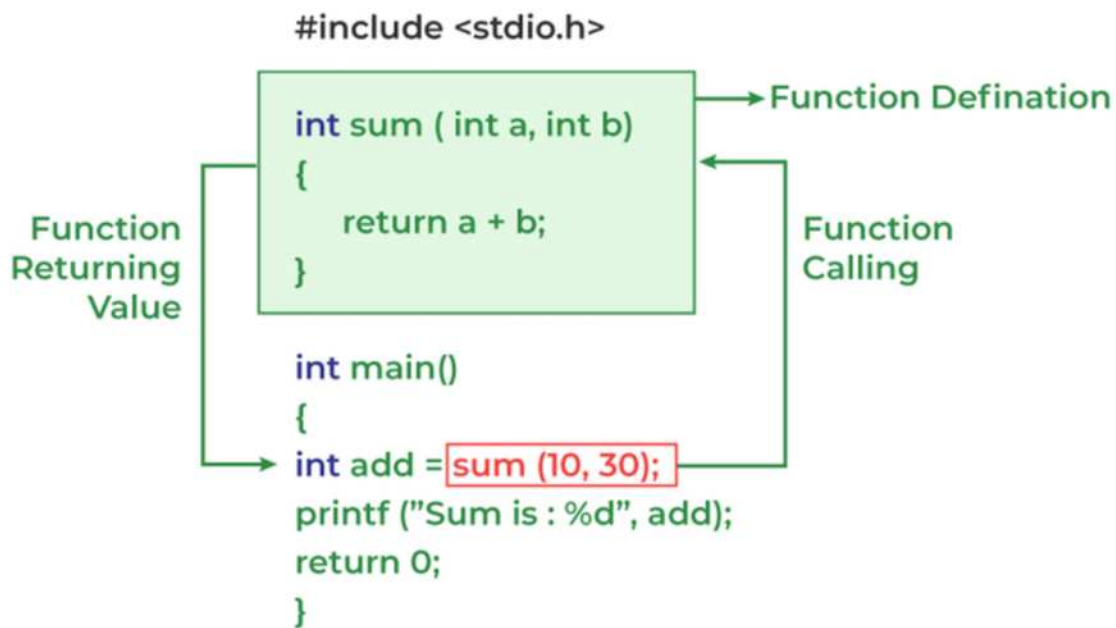 #include <stdio.h>
int sum ( int a, int b)
{
return a + b;
}
Function Defination
Function
Returning
Value
Function
Calling
int main()
{
int add = sum (10, 30);
printf (”Sum is : %d”, add);
return 0;
}